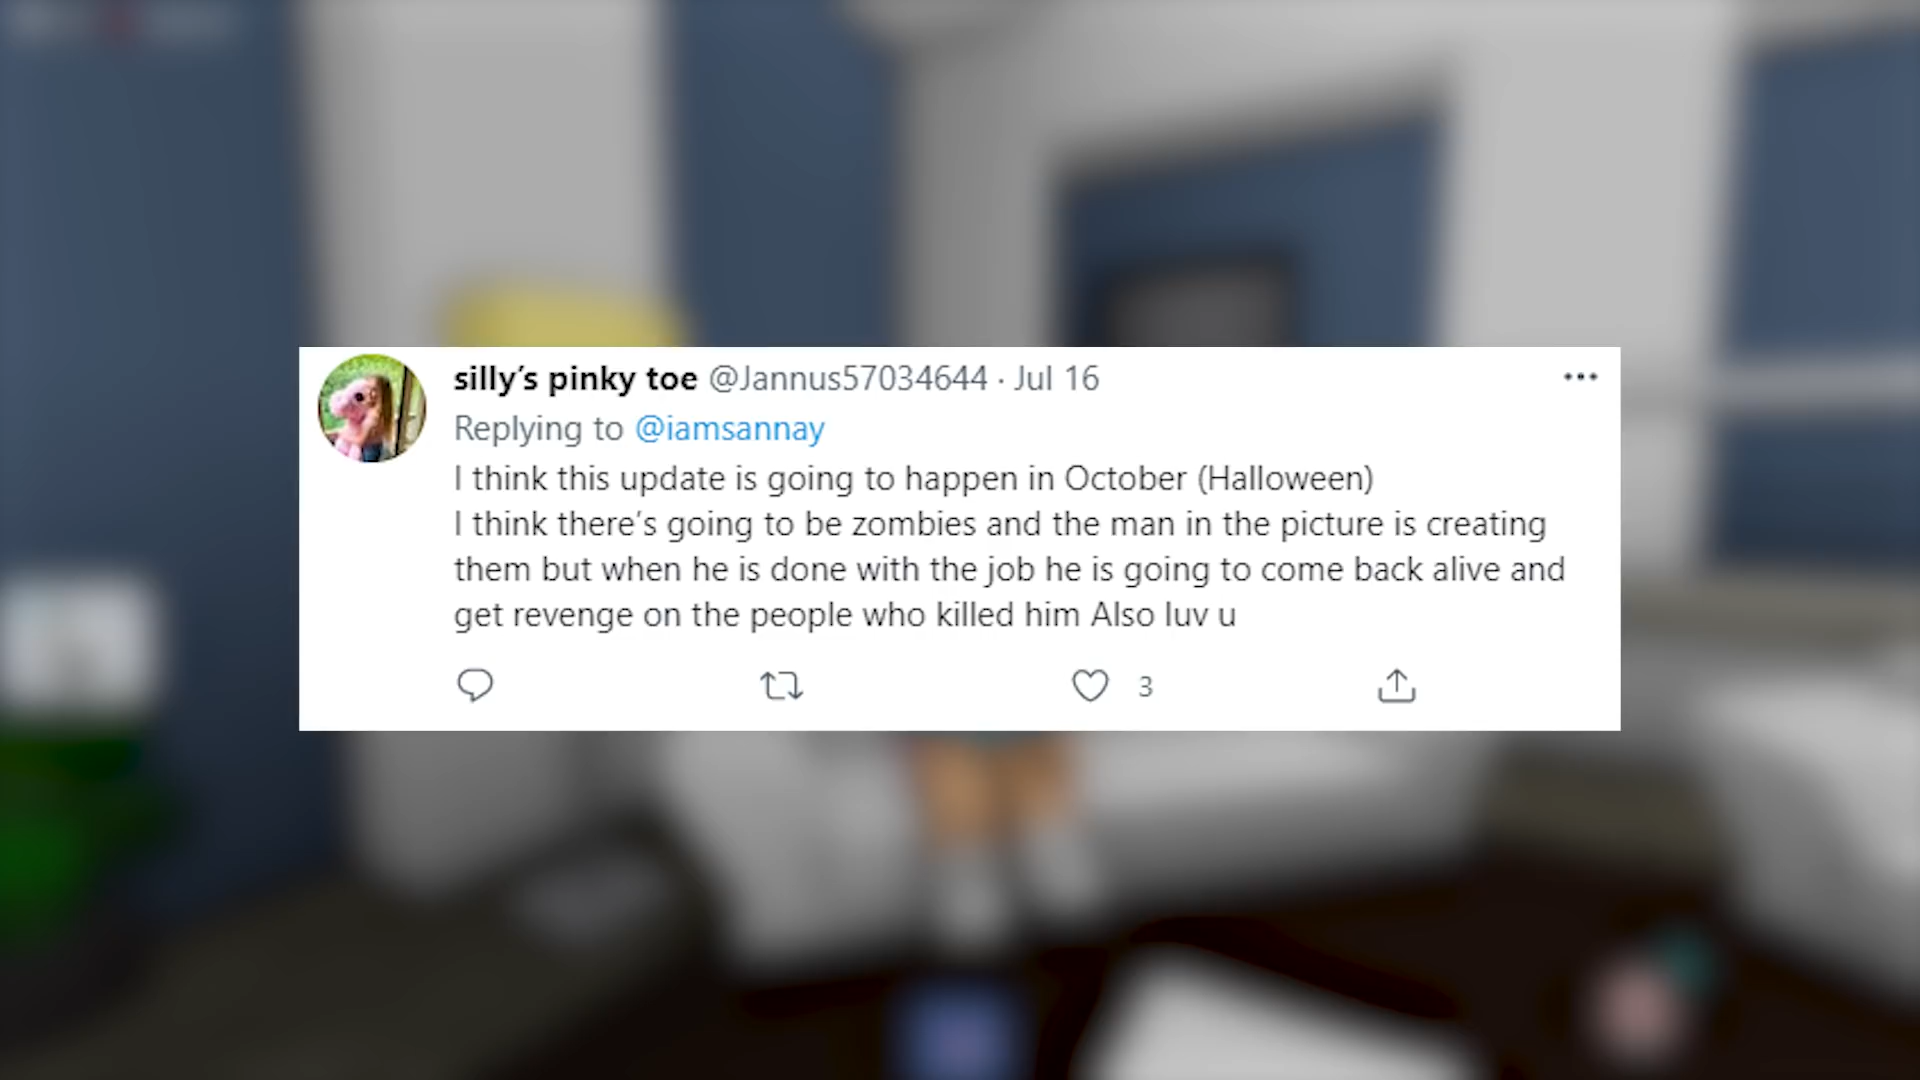 silly’s pinky toe @Jannus57034644 · Jul 16
Replying to @iamsannay
I think this update is going to happen in October (Halloween)
I think there’s going to be zombies and the man in the picture is creating
them but when he is done with the job he is going to come back alive and
get revenge on the people who killed him Also luv u
3